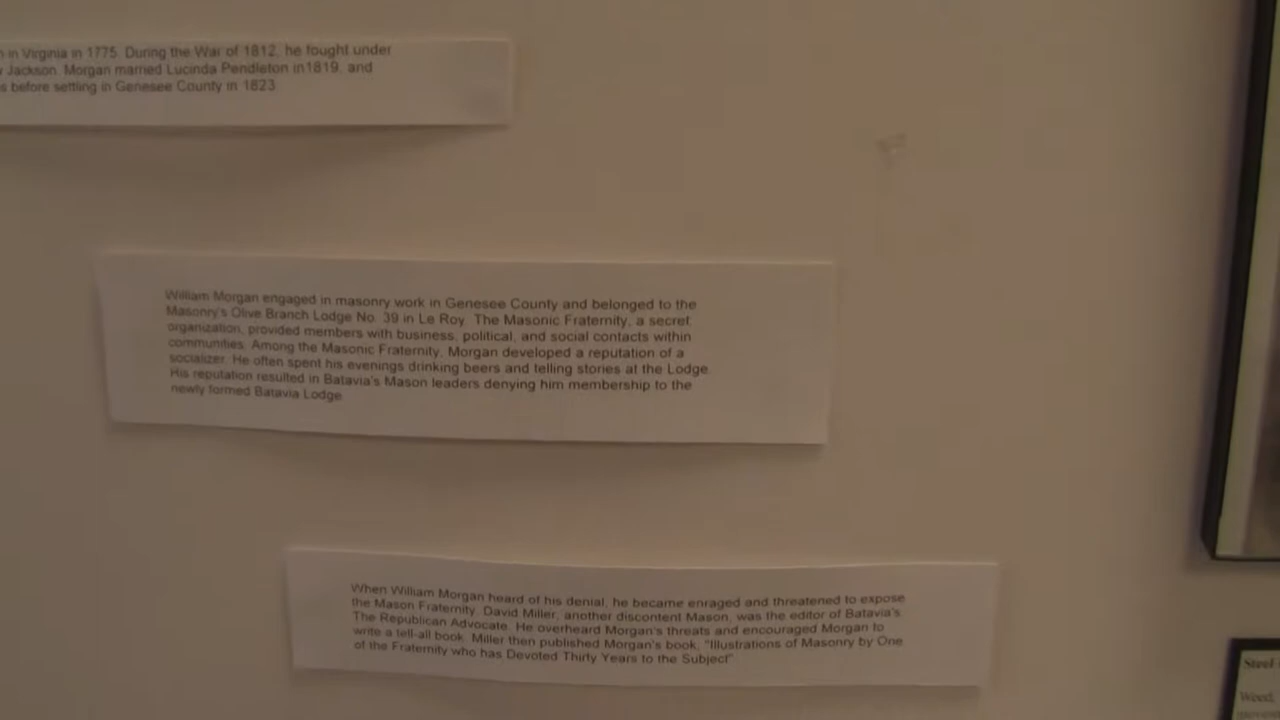 in Virginia in 1775. During the War of 1812, he fought under
Jackson. Morgan married Lucinda Pendleton in1819, and
before settling in Genesee County in 1823.
William Morgan engaged in masonry work in Genesee County and belonged to the
Masonry's Olive Branch Lodge No. 39 in Le Roy. The Masonic Fraternity, a secret
organization, provided members with business, political, and social contacts within
communities. Among the Masonic Fraternity, Morgan developed a reputation of a
socializer. He often spent his evenings drinking beers and telling stories at the Lodge.
His reputation resulted in Batavia's Mason leaders denying him membership to the
newly formed Batavia Lodge.
When William Morgan heard of his denial, he became enraged and threatened to expose
the Mason Fraternity. David Miller, another discontent Mason, was the editor of Batavia's
The Republican Advocate. He overheard Morgan's threats and encouraged Morgan to
write a tell-all book. Miller then published Morgan's book, "Illustrations of Masonry by One
of the Fraternity who has Devoted Thirty Years to the Subject"
Steel
Weed,